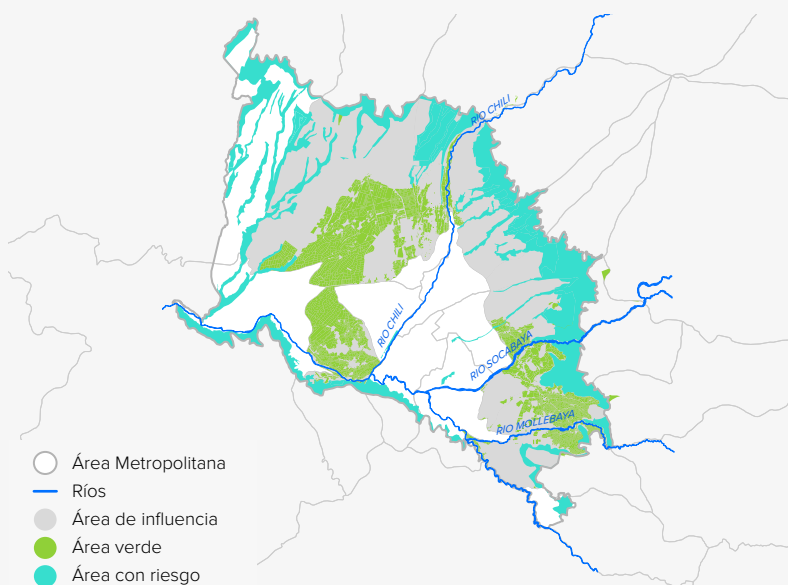 RIO CHILI
RIO CHILI
RIO SOCABAYA
RIO MOLLEBAYA
Área Metropolitana
Ríos
Área de influencia
Área verde
Área con riesgo